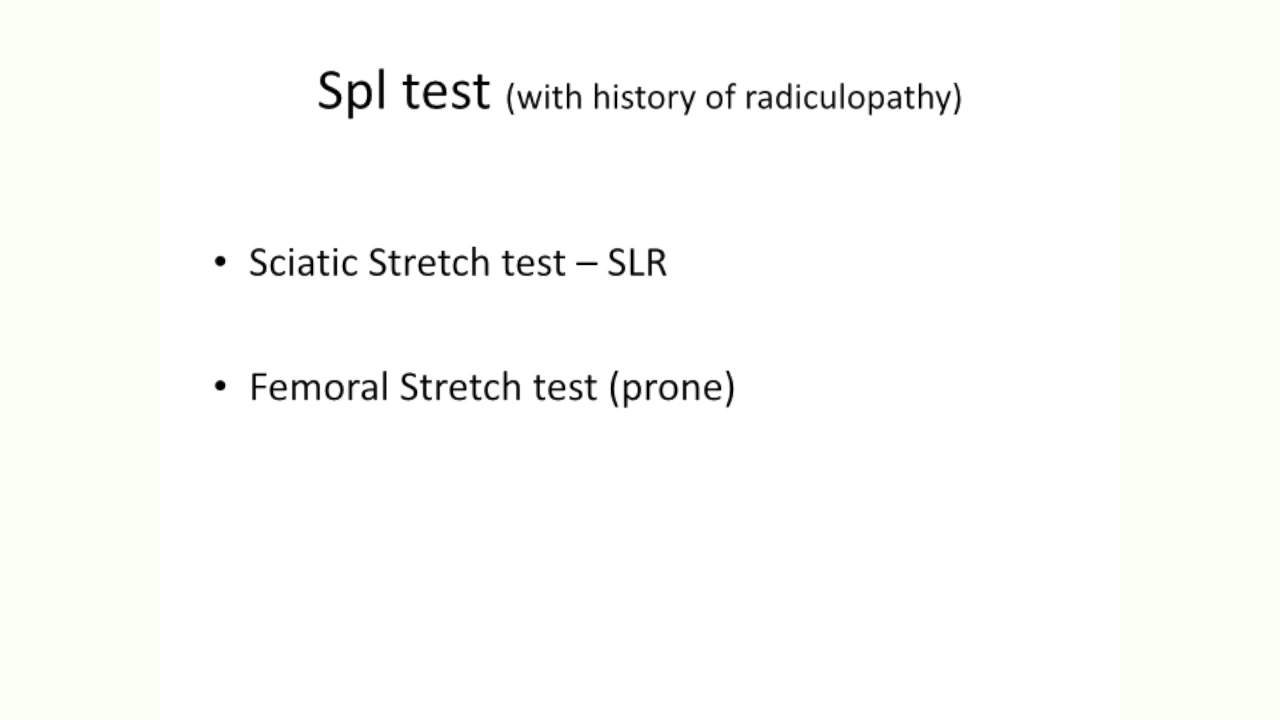 Spl test (with history of radiculopathy)
• Sciatic Stretch test – SLR
• Femoral Stretch test (prone)